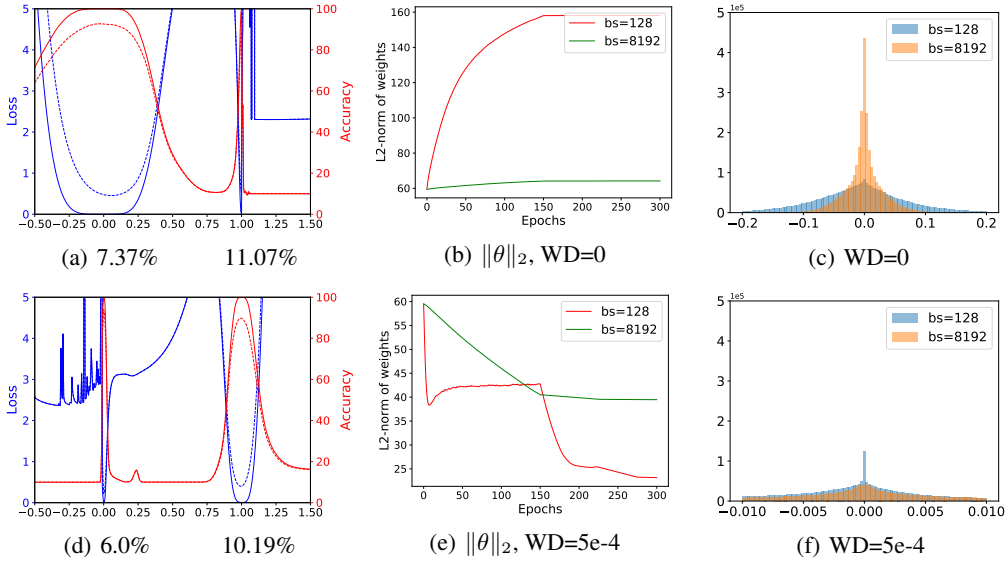 5
4
3
2
1
0
Loss
100
80
60
40
20
0
Accuracy
−0.50 −0.25 0.00 0.25 0.50 0.75 1.00 1.25 1.50
(a) 7.37% 11.07%
160
140
120
100
80
60
L2-norm of weights
bs=128
bs=8192
0 50 100 150 200 250 300
Epochs
(b) ‖θ‖₂, WD=0
1e5
5
4
3
2
1
0
bs=128
bs=8192
−0.2 −0.1 0.0 0.1 0.2
(c) WD=0
5
4
3
2
1
0
Loss
100
80
60
40
20
0
Accuracy
−0.50 −0.25 0.00 0.25 0.50 0.75 1.00 1.25 1.50
(d) 6.0% 10.19%
60
55
50
45
40
35
30
25
L2-norm of weights
bs=128
bs=8192
0 50 100 150 200 250 300
Epochs
(e) ‖θ‖₂, WD=5e-4
1e5
5
4
3
2
1
0
bs=128
bs=8192
−0.010 −0.005 0.000 0.005 0.010
(f) WD=5e-4